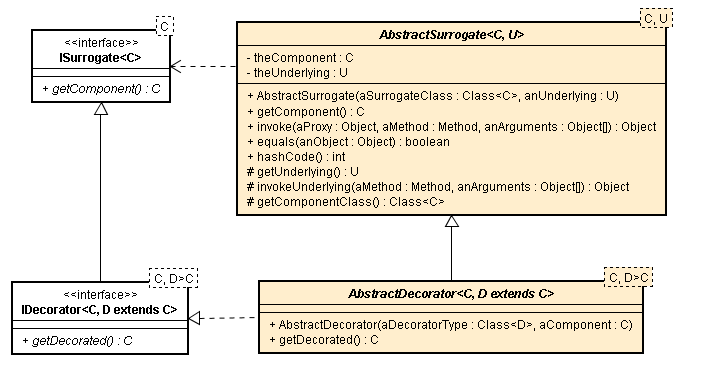 C
<<interface>>
ISurrogate<C>
+ getComponent() : C
C, U
AbstractSurrogate<C, U>
- theComponent : C
- theUnderlying : U
+ AbstractSurrogate(aSurrogateClass : Class<C>, anUnderlying : U)
+ getComponent() : C
+ invoke(aProxy : Object, aMethod : Method, anArguments : Object[]) : Object
+ equals(anObject : Object) : boolean
+ hashCode() : int
# getUnderlying() : U
# invokeUnderlying(aMethod : Method, anArguments : Object[]) : Object
# getComponentClass() : Class<C>
C, D>C
<<interface>>
IDecorator<C, D extends C>
+ getDecorated() : C
C, D>C
AbstractDecorator<C, D extends C>
+ AbstractDecorator(aDecoratorType : Class<D>, aComponent : C)
+ getDecorated() : C